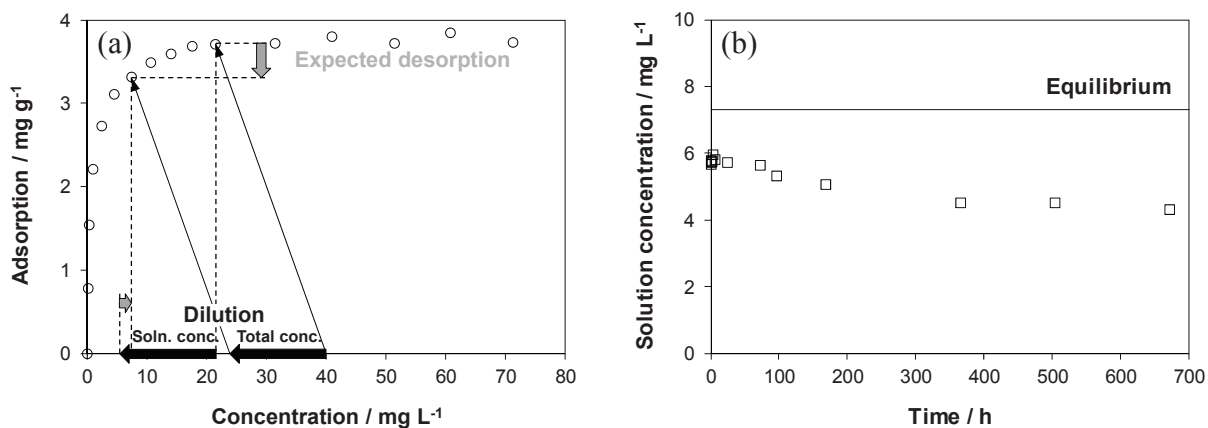 (a)
4
3
2
1
0
Adsorption / mg g-1
Expected desorption
Dilution
Soln. conc.
Total conc.
0 10 20 30 40 50 60 70 80
Concentration / mg L-1
(b)
10
8
6
4
2
0
Solution concentration / mg L-1
Equilibrium
0 100 200 300 400 500 600 700
Time / h